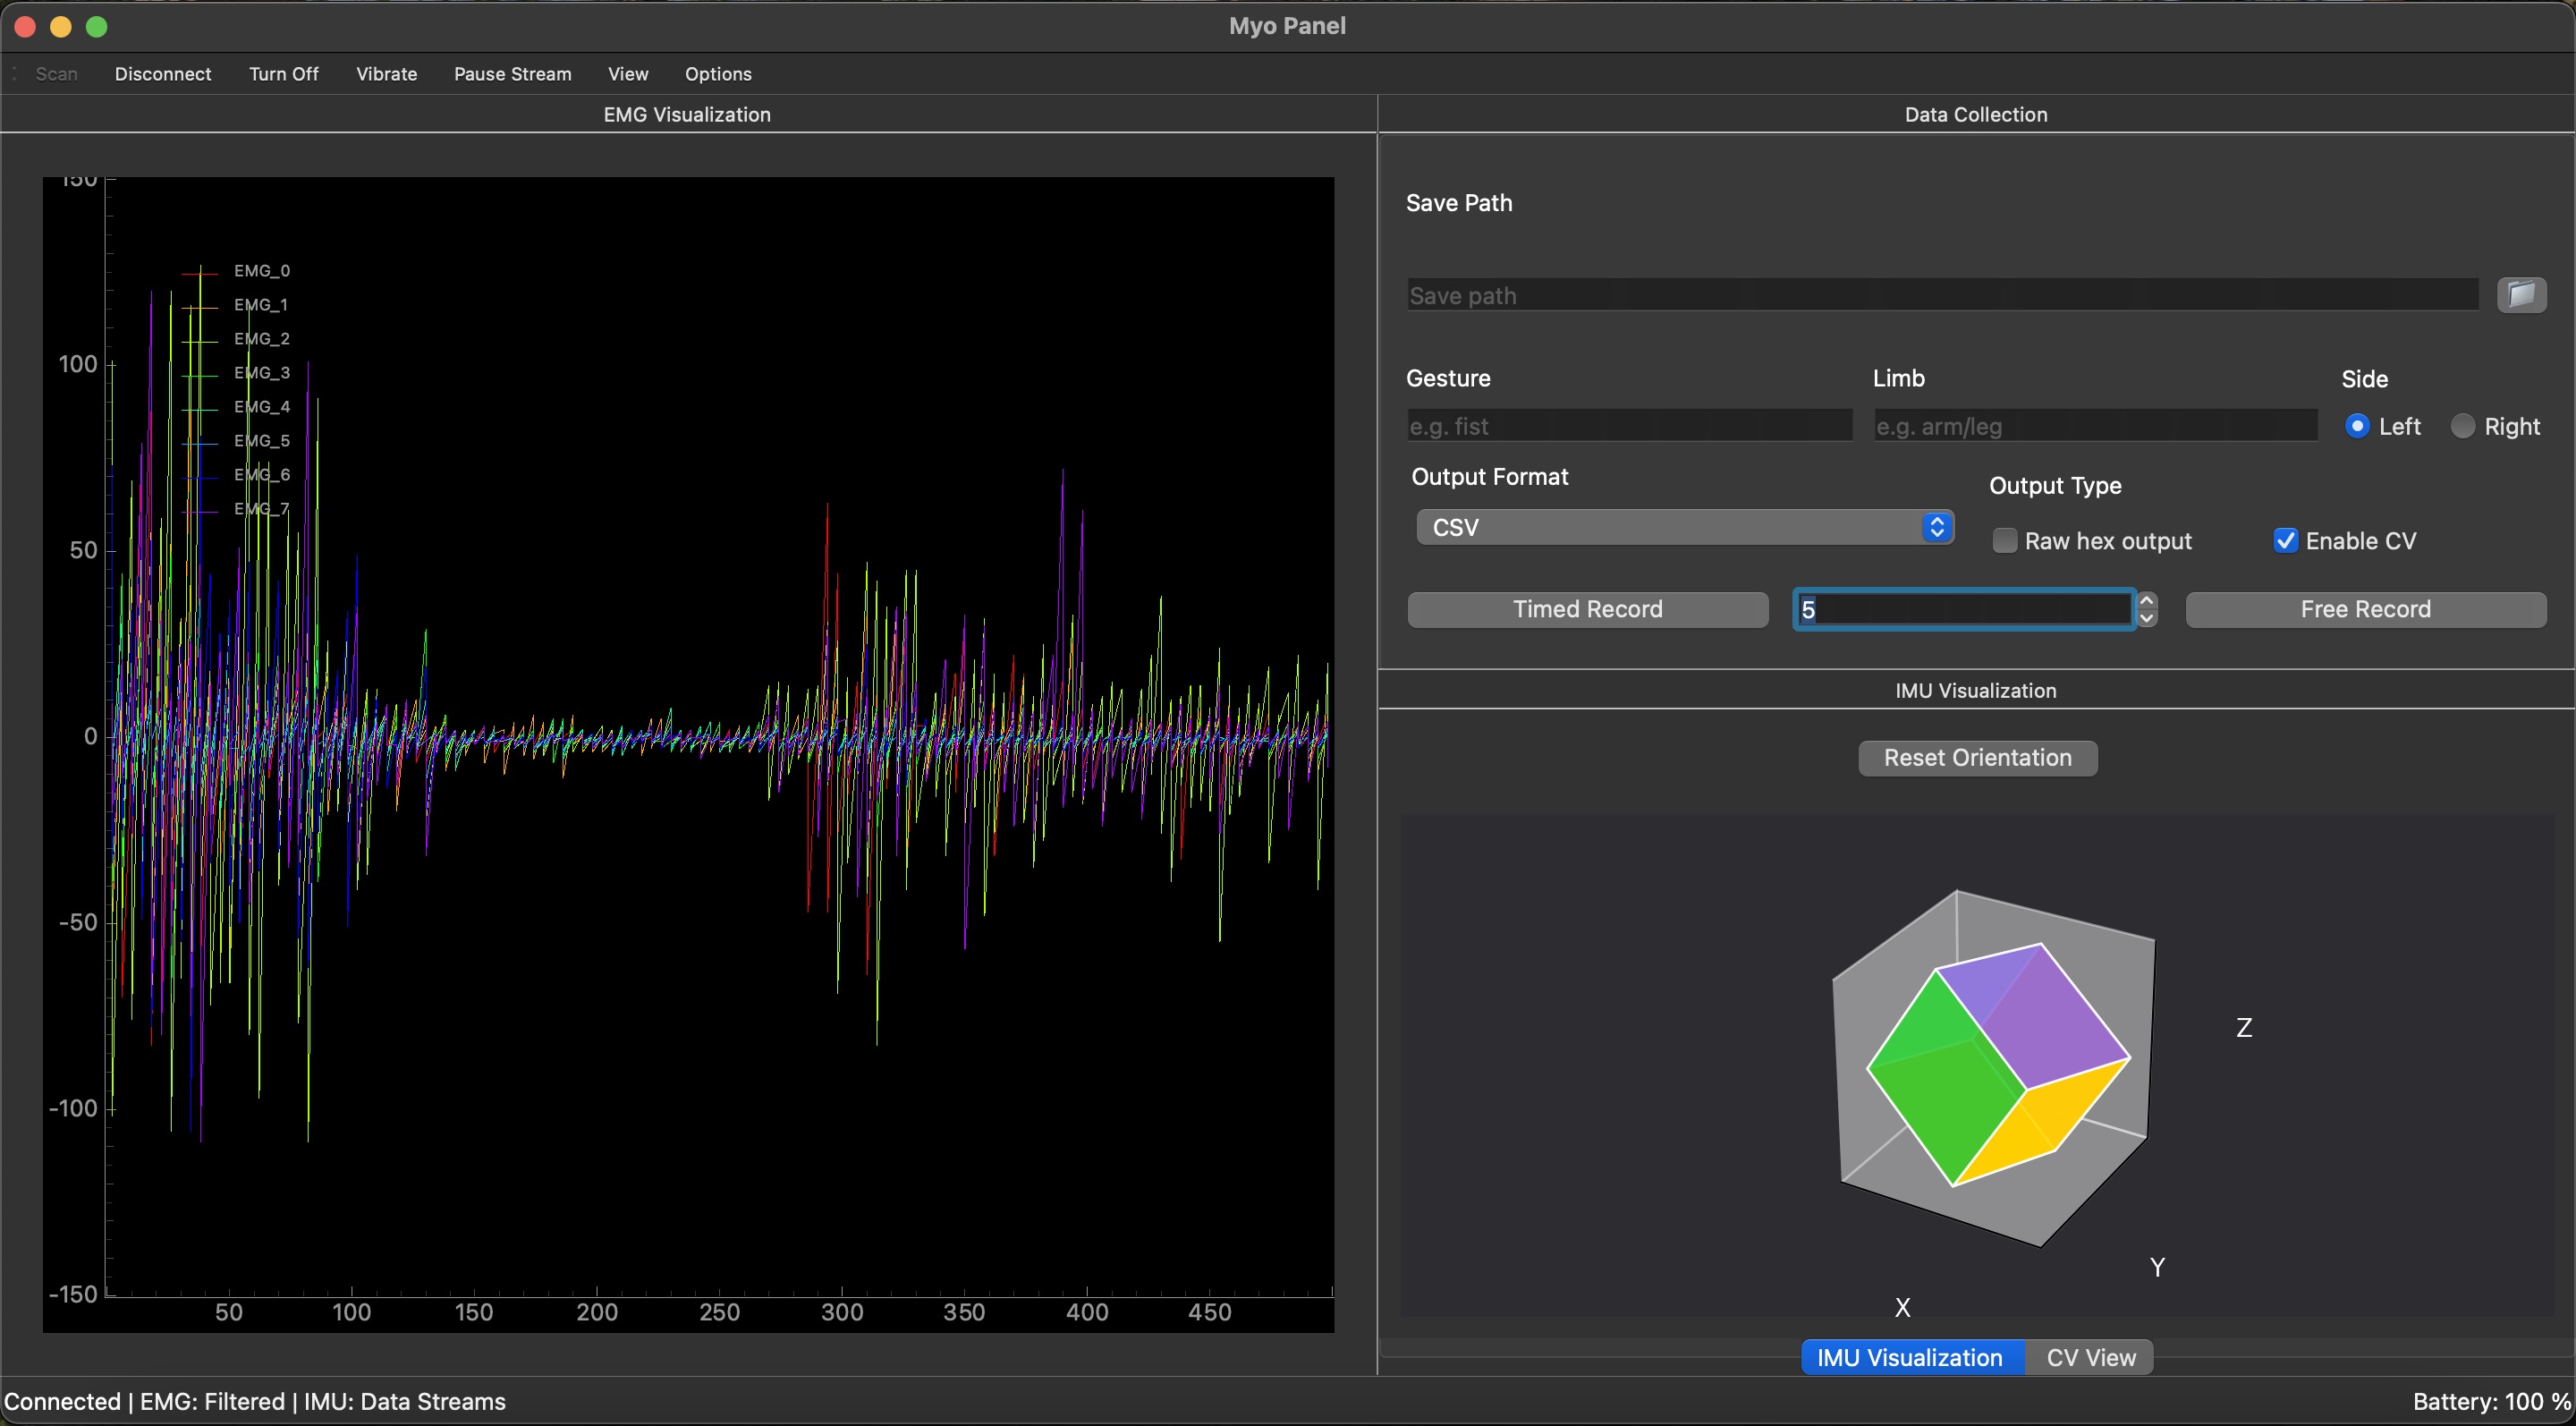 Myo Panel
Scan Disconnect Turn Off Vibrate Pause Stream View Options
EMG Visualization
150
100
50
0
-50
-100
-150
50 100 150 200 250 300 350 400 450
EMG_0
EMG_1
EMG_2
EMG_3
EMG_4
EMG_5
EMG_6
EMG_7
Data Collection
Save Path
Save path
Gesture Limb Side
e.g. fist e.g. arm/leg Left Right
Output Format Output Type
CSV Raw hex output Enable CV
Timed Record 5 Free Record
IMU Visualization
Reset Orientation
Z
Y
X
IMU Visualization CV View
Connected | EMG: Filtered | IMU: Data Streams Battery: 100 %